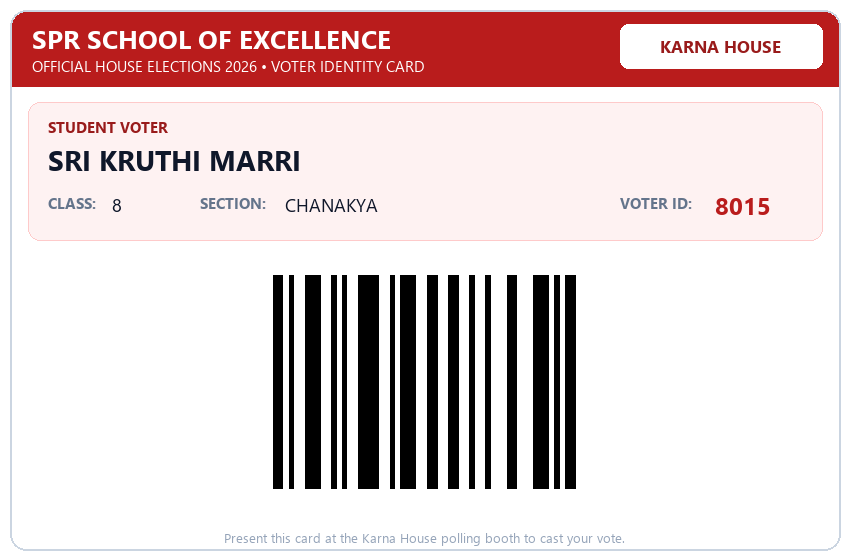 SPR SCHOOL OF EXCELLENCE
OFFICIAL HOUSE ELECTIONS 2026 • VOTER IDENTITY CARD
KARNA HOUSE
STUDENT VOTER
SRI KRUTHI MARRI
CLASS: 8 SECTION: CHANAKYA VOTER ID: 8015
Present this card at the Karna House polling booth to cast your vote.